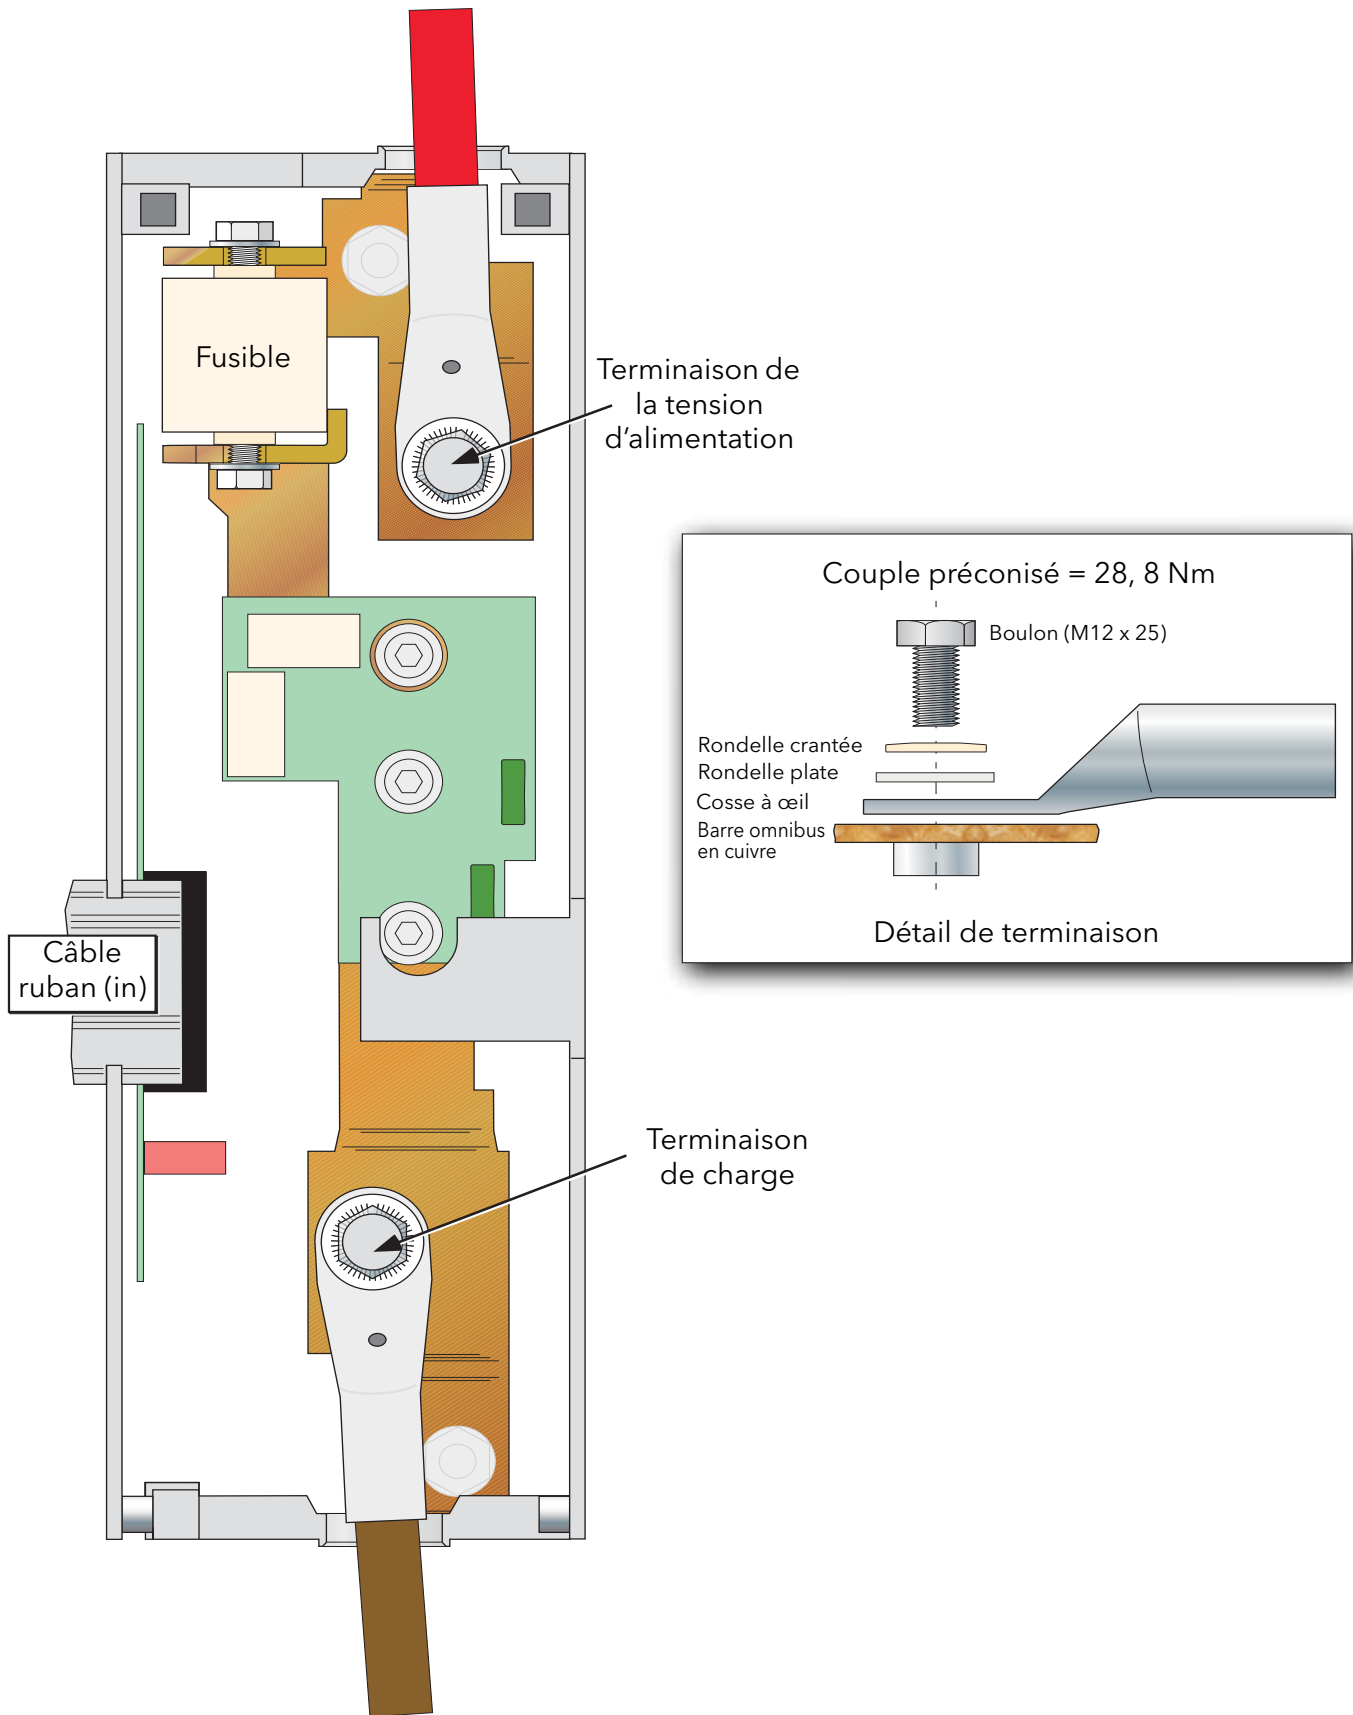 Fusible
Terminaison de
la tension
d’alimentation
Couple préconisé = 28, 8 Nm
Boulon (M12 x 25)
Rondelle crantée
Rondelle plate
Cosse à œil
Barre omnibus
en cuivre
Détail de terminaison
Câble
ruban (in)
Terminaison
de charge